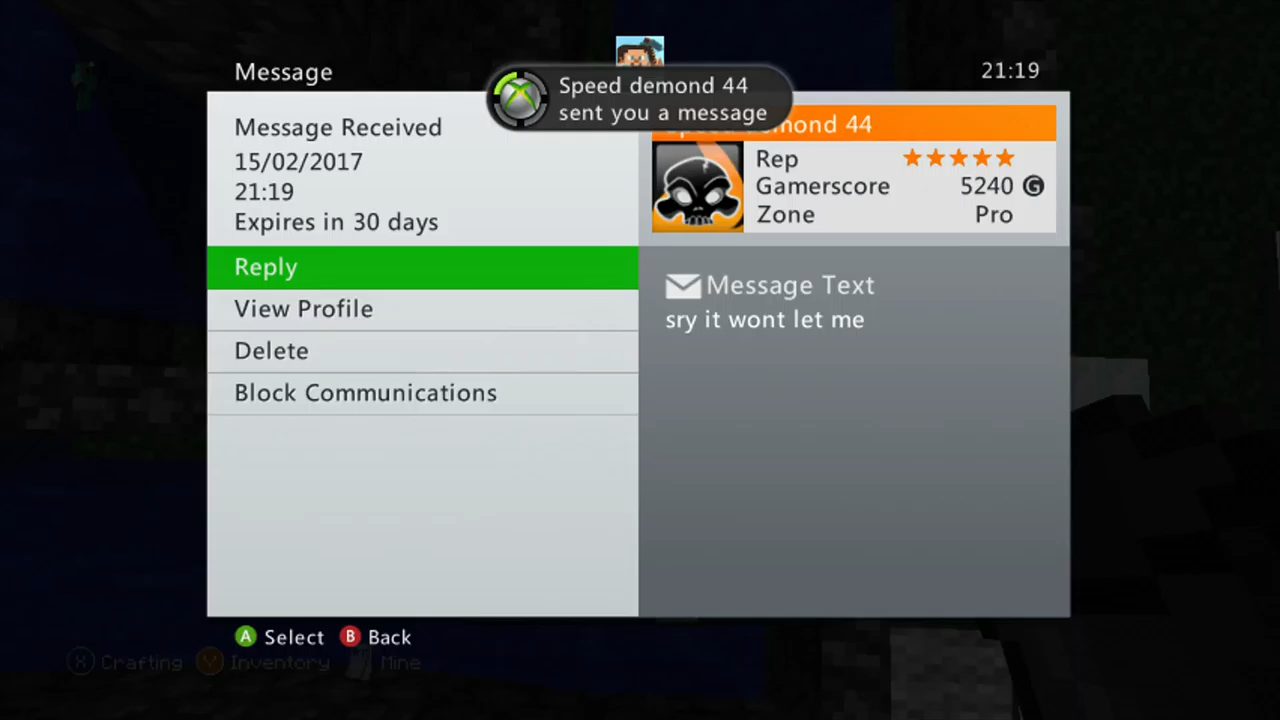 Message
21:19
Speed demond 44
sent you a message
Message Received
15/02/2017
21:19
Expires in 30 days
demond 44
Rep
Gamerscore 5240 G
Zone Pro
Reply
View Profile
Delete
Block Communications
Message Text
sry it wont let me
A Select B Back
X Crafting Y Inventory Mine